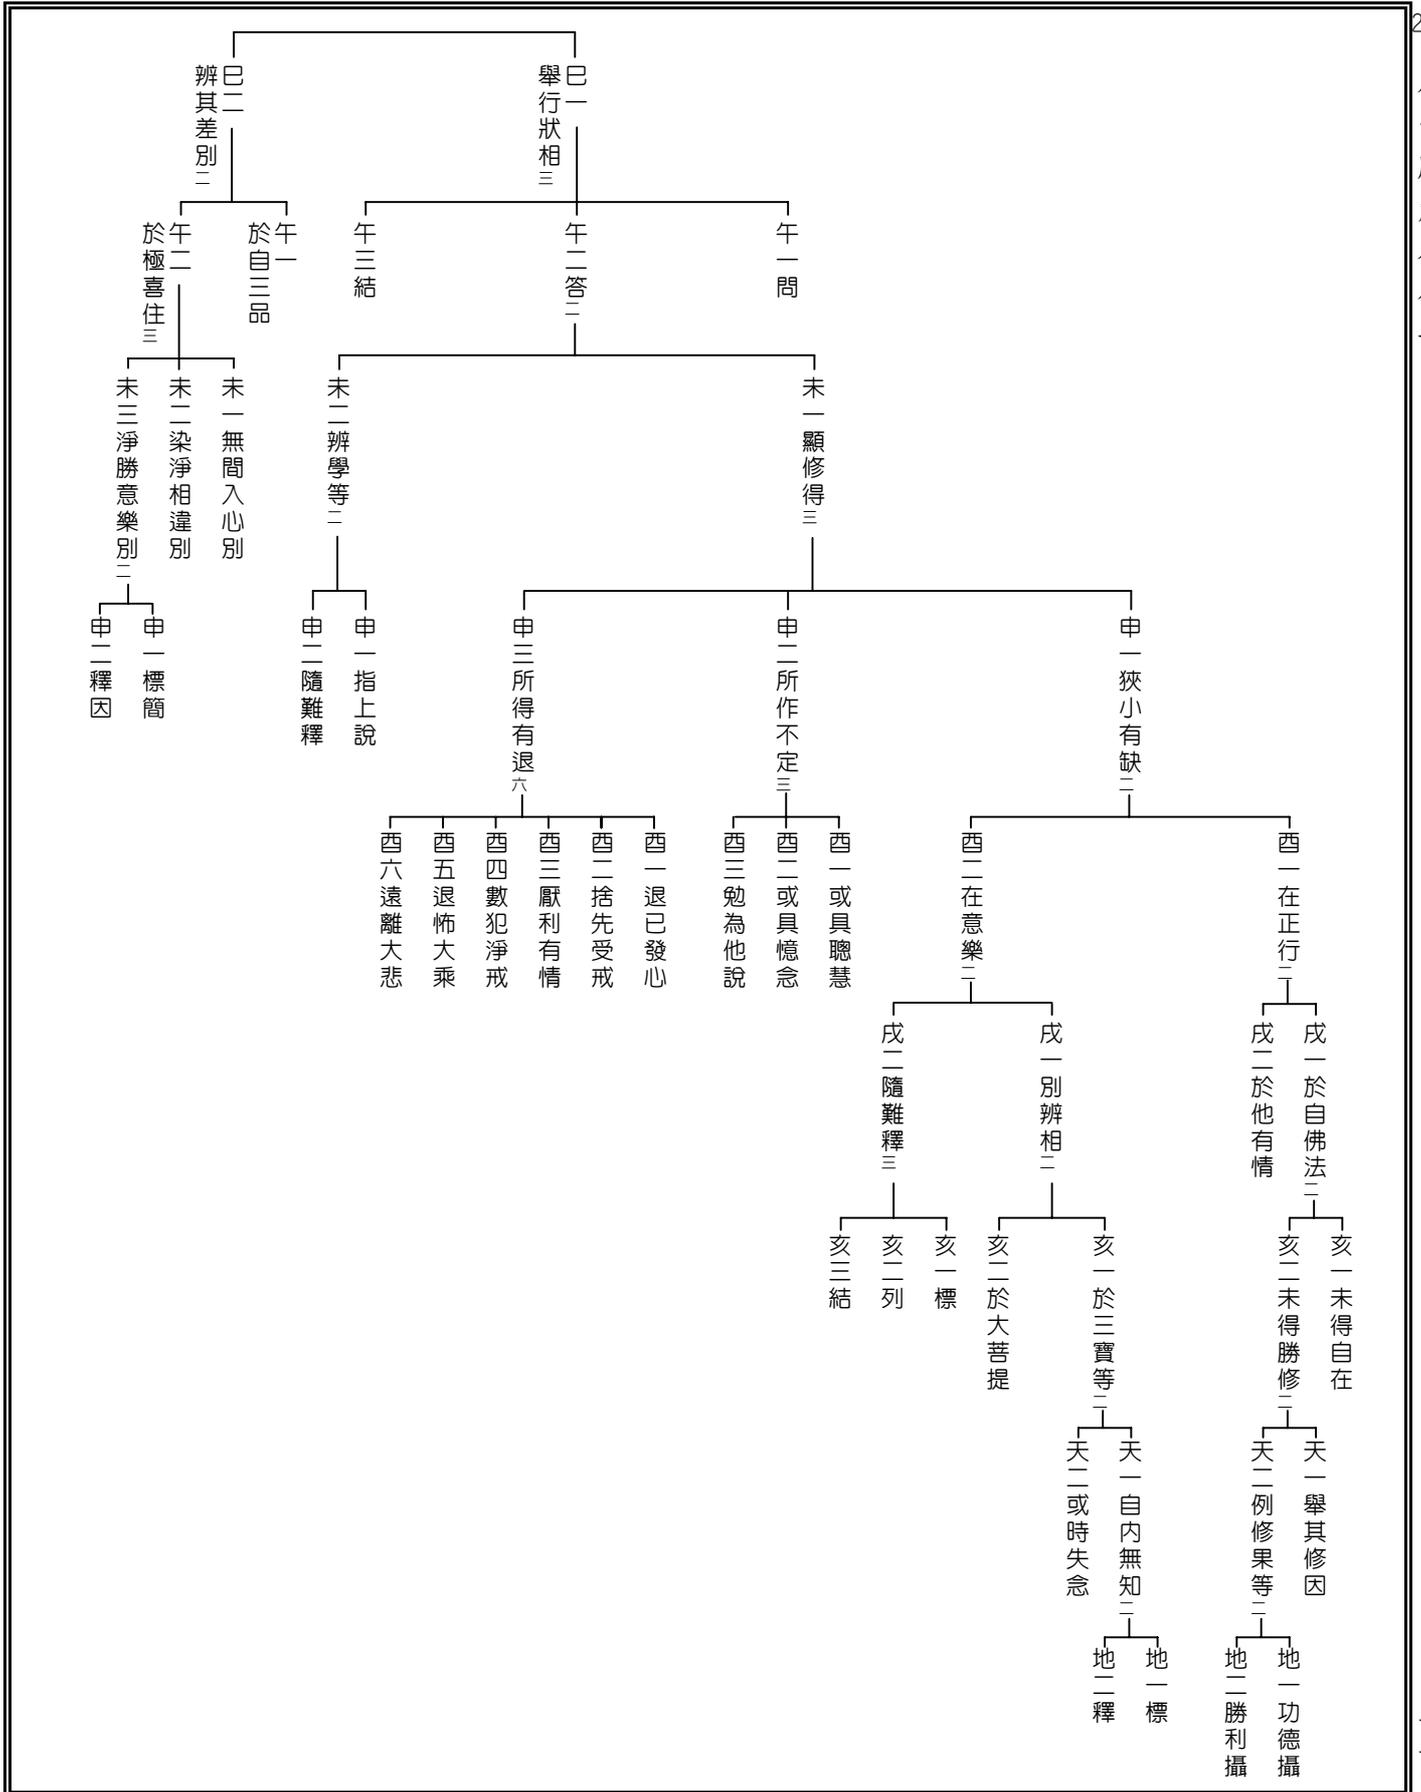 巳一
舉行狀相三
巳二
辨其差別二
午一問
午二答二
午三結
午一
於自三品
午二
於極喜住三
未一顯修得三
未二辨學等二
未一無間入心別
未二染淨相違別
未三淨勝意樂別二
申一狹小有缺二
申二所作不定三
申三所得有退六
申一指上說
申二隨難釋
申一標簡
申二釋因
酉一在正行二
酉二在意樂二
酉一或具聰慧
酉二或具憶念
酉三勉為他說
酉一退已發心
酉二捨先受戒
酉三厭利有情
酉四數犯淨戒
酉五退怖大乘
酉六遠離大悲
戌一於自佛法二
戌二於他有情
戌一別辨相二
戌二隨難釋三
亥一未得自在
亥二未得勝修二
亥一於三寶等二
亥二於大菩提
亥一標
亥二列
亥三結
天一舉其修因
天二例修果等二
天一自內無知二
天二或時失念
地一功德攝
地二勝利攝
地一標
地二釋